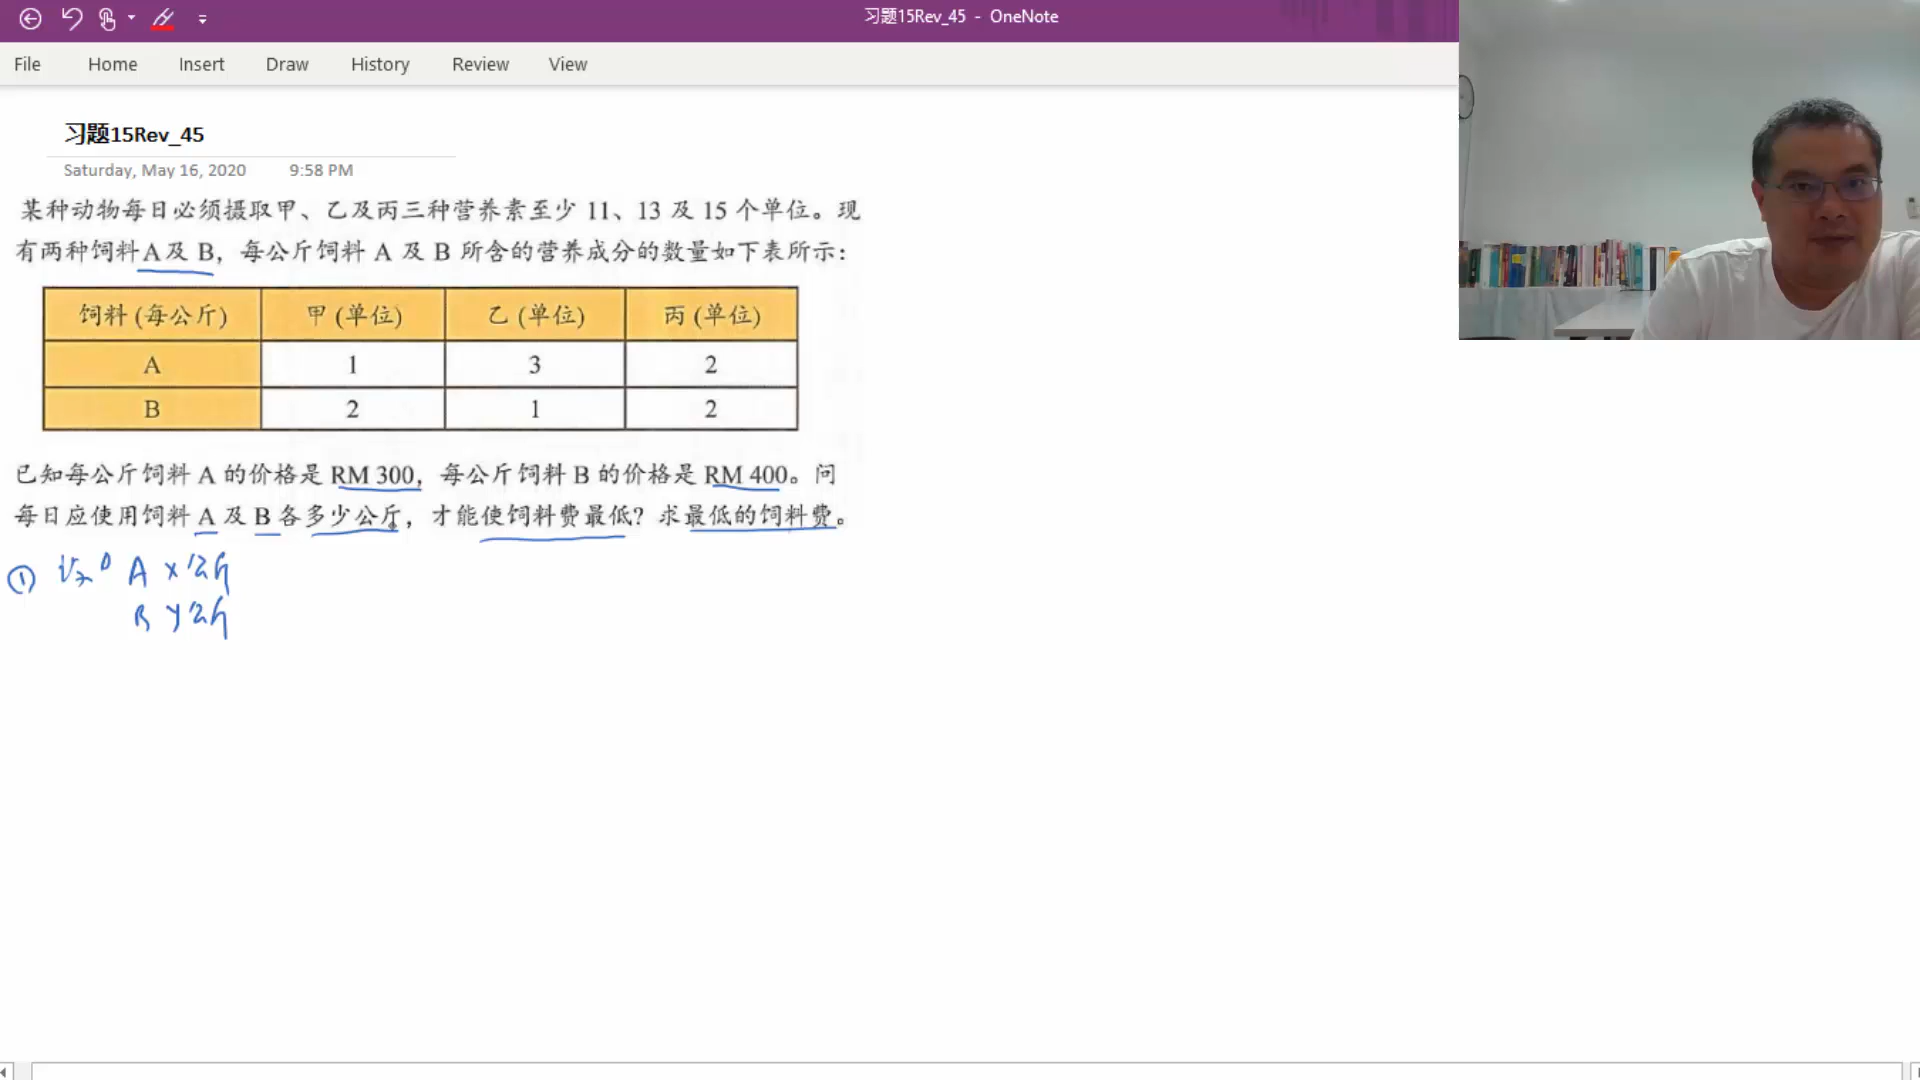 习题15Rev_45 - OneNote
File Home Insert Draw History Review View
习题15Rev_45
Saturday, May 16, 2020 9:58 PM
某种动物每日必须摄取甲、乙及丙三种营养素至少 11、13 及 15 个单位。现
有两种饲料 A 及 B，每公斤饲料 A 及 B 所含的营养成分的数量如下表所示：
饲料 (每公斤) 甲 (单位) 乙 (单位) 丙 (单位)
A 1 3 2
B 2 1 2
已知每公斤饲料 A 的价格是 RM 300，每公斤饲料 B 的价格是 RM 400。问
每日应使用饲料 A 及 B 各多少公斤，才能使饲料费最低？求最低的饲料费。
① A x 公斤
B y 公斤